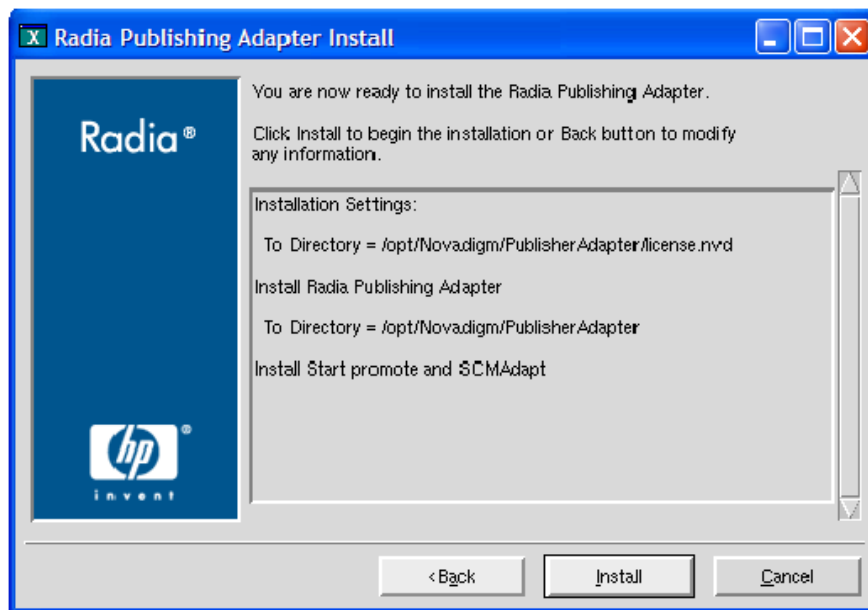 Radia Publishing Adapter Install
Radia®
You are now ready to install the Radia Publishing Adapter.
Click Install to begin the installation or Back button to modify
any information.
Installation Settings:
To Directory = /opt/Novadigm/PublisherAdapter/license.nvd
Install Radia Publishing Adapter
To Directory = /opt/Novadigm/PublisherAdapter
Install Start promote and SCMAdapt
hp®
invent
< Back
Install
Cancel